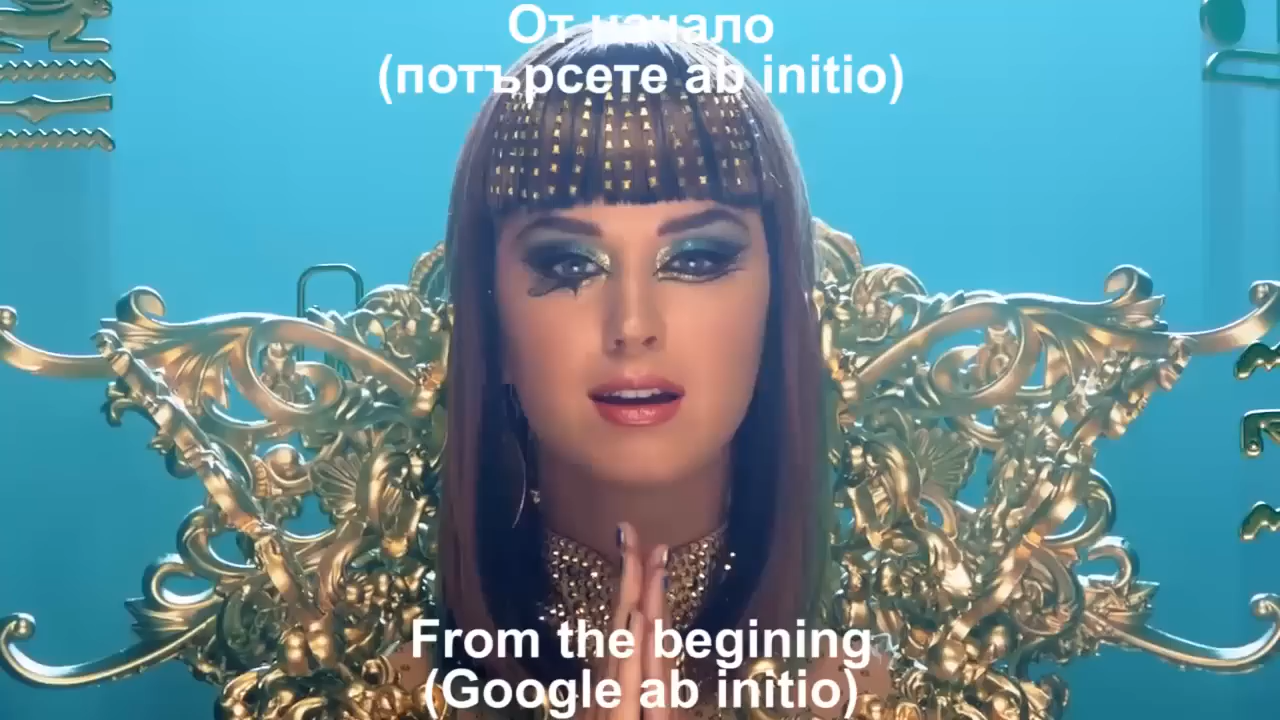 От начало
(потърсете ab initio)
From the begining
(Google ab initio)